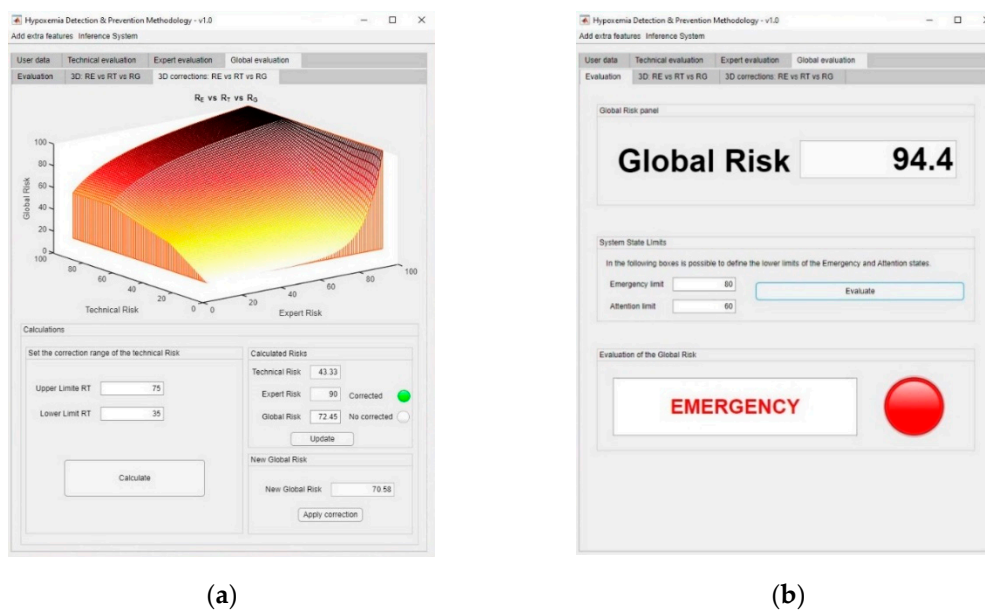 Hypoxemia Detection & Prevention Methodology - v1.0
Add extra features Inference System
User data Technical evaluation Expert evaluation Global evaluation
Evaluation 3D: RE vs RT vs RG 3D corrections: RE vs RT vs RG
R_E vs R_T vs R_G
100
80
60
40
20
0
Global Risk
100
80
60
40
20
0
Technical Risk
0
20
40
60
80
100
Expert Risk
Calculations
Set the correction range of the technical Risk
Upper Limite RT 75
Lower Limit RT 35
Calculate
Calculated Risks
Technical Risk 43.33
Expert Risk 90 Corrected
Global Risk 72.45 No corrected
Update
New Global Risk
New Global Risk 70.58
Apply correction
(a)
Hypoxemia Detection & Prevention Methodology - v1.0
Add extra features Inference System
User data Technical evaluation Expert evaluation Global evaluation
Evaluation 3D: RE vs RT vs RG 3D corrections: RE vs RT vs RG
Global Risk panel
Global Risk 94.4
System State Limits
In the following boxes is possible to define the lower limits of the Emergency and Attention states.
Emergency limit 80
Evaluate
Attention limit 60
Evaluation of the Global Risk
EMERGENCY
(b)